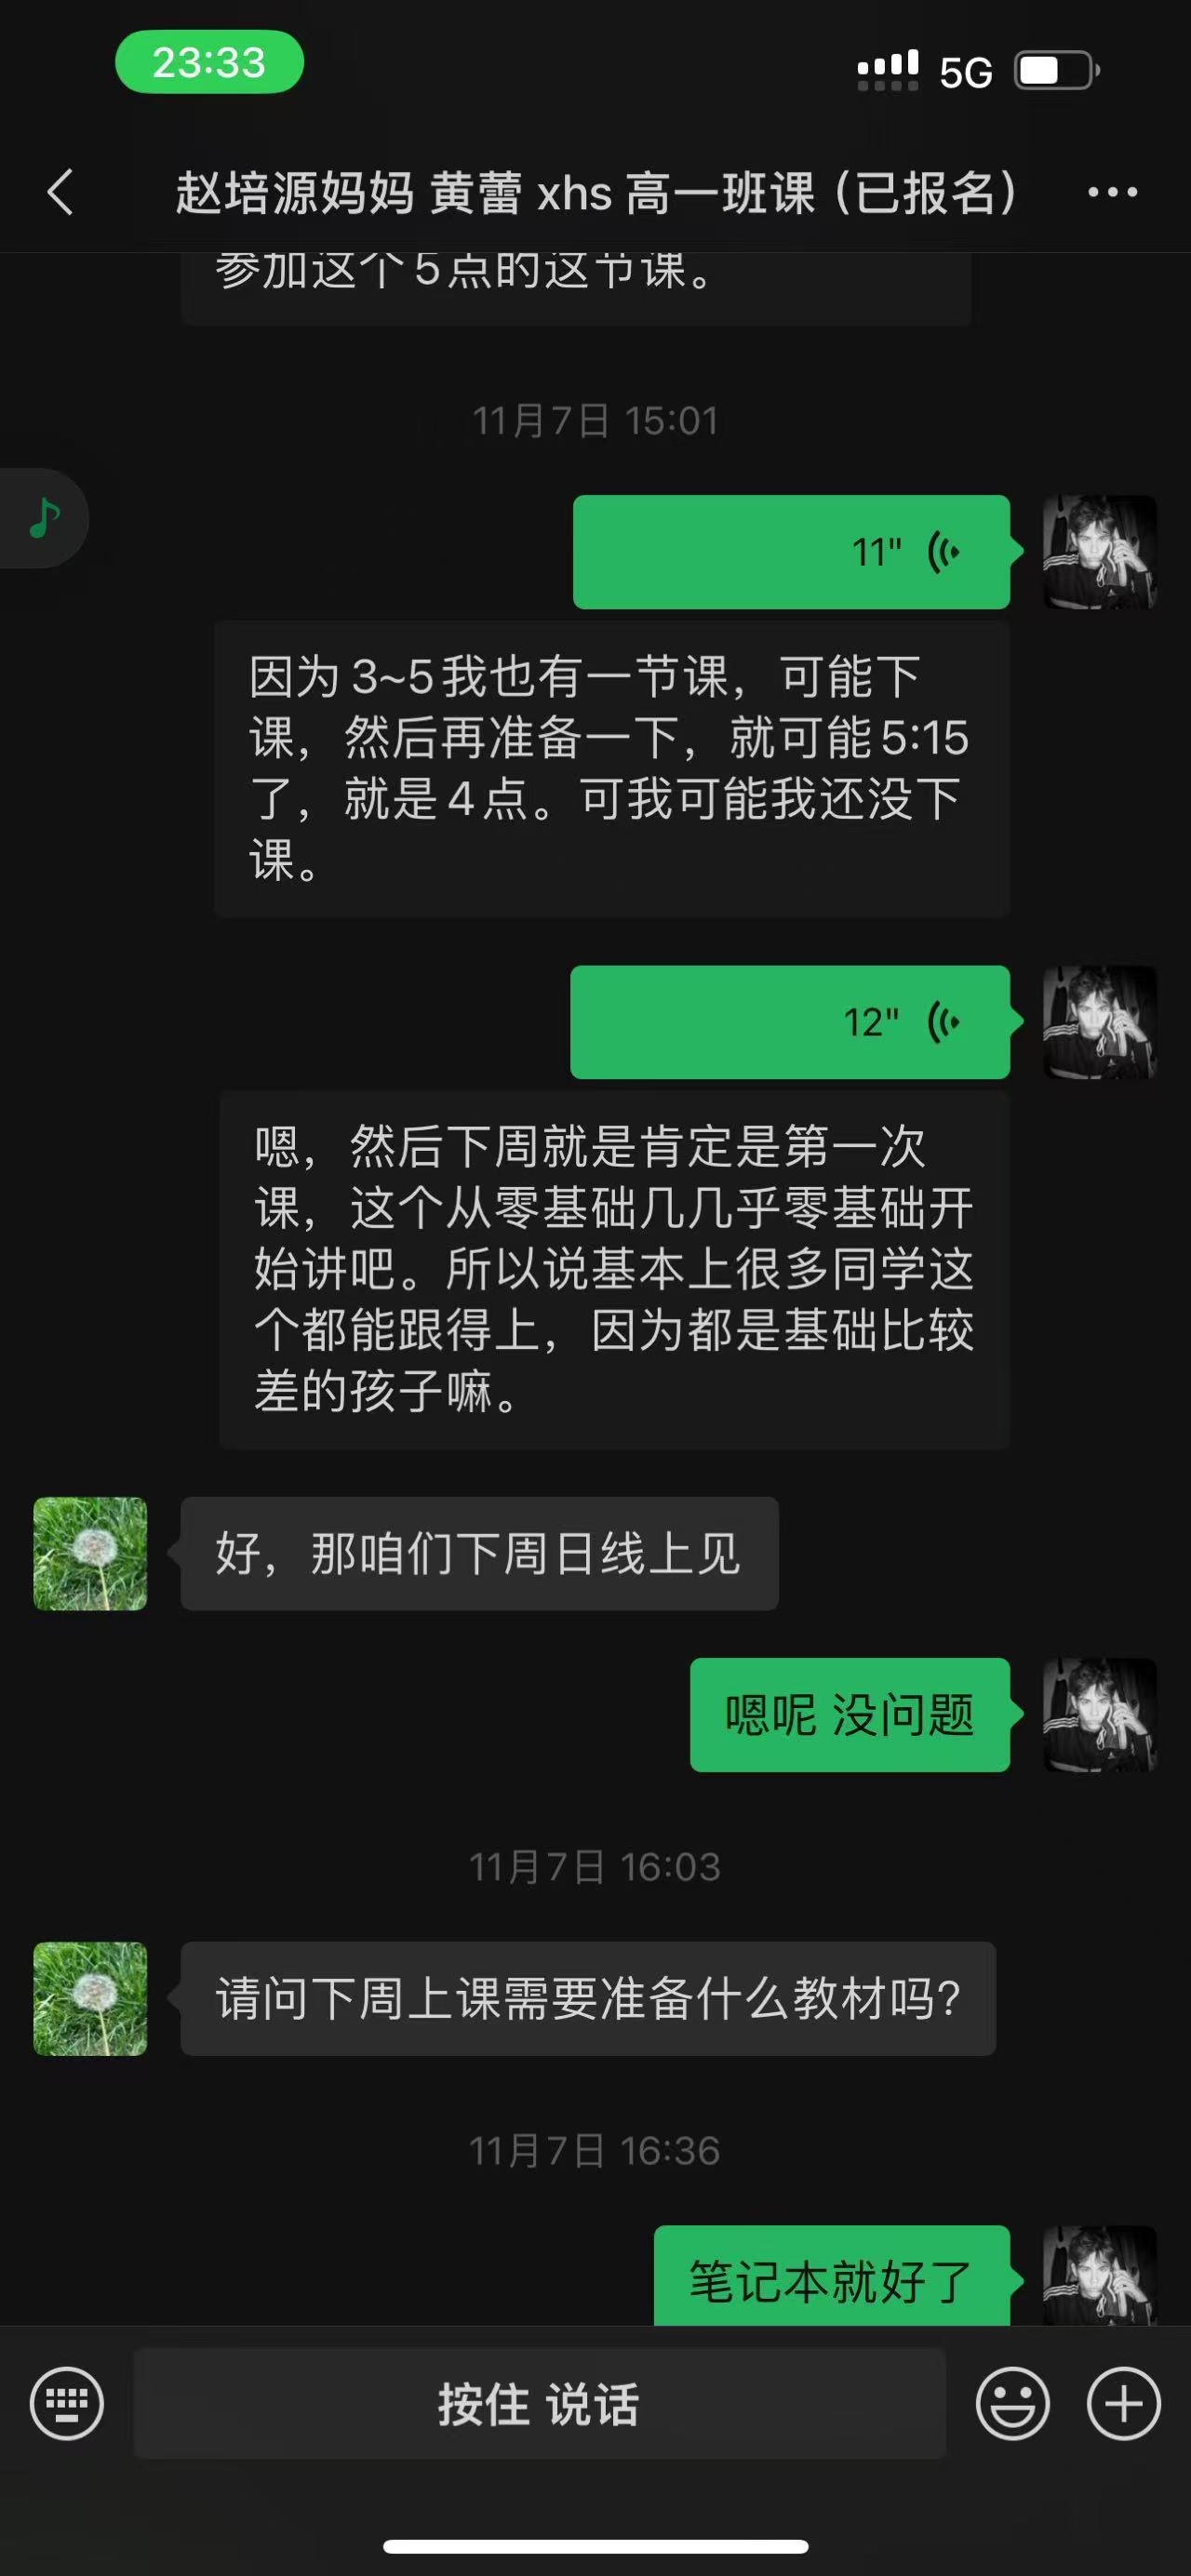 23:33
5G
赵培源妈妈 黄蕾 xhs 高一班课（已报名）
参加这个5点的这节课。
11月7日 15:01
11"
因为3~5我也有一节课，可能下
课，然后再准备一下，就可能5:15
了，就是4点。可我可能我还没下
课。
12"
嗯，然后下周就是肯定是第一次
课，这个从零基础几几乎零基础开
始讲吧。所以说基本上很多同学这
个都能跟得上，因为都是基础比较
差的孩子嘛。
好，那咱们下周日线上见
嗯呢 没问题
11月7日 16:03
请问下周上课需要准备什么教材吗?
11月7日 16:36
笔记本就好了
按住 说话